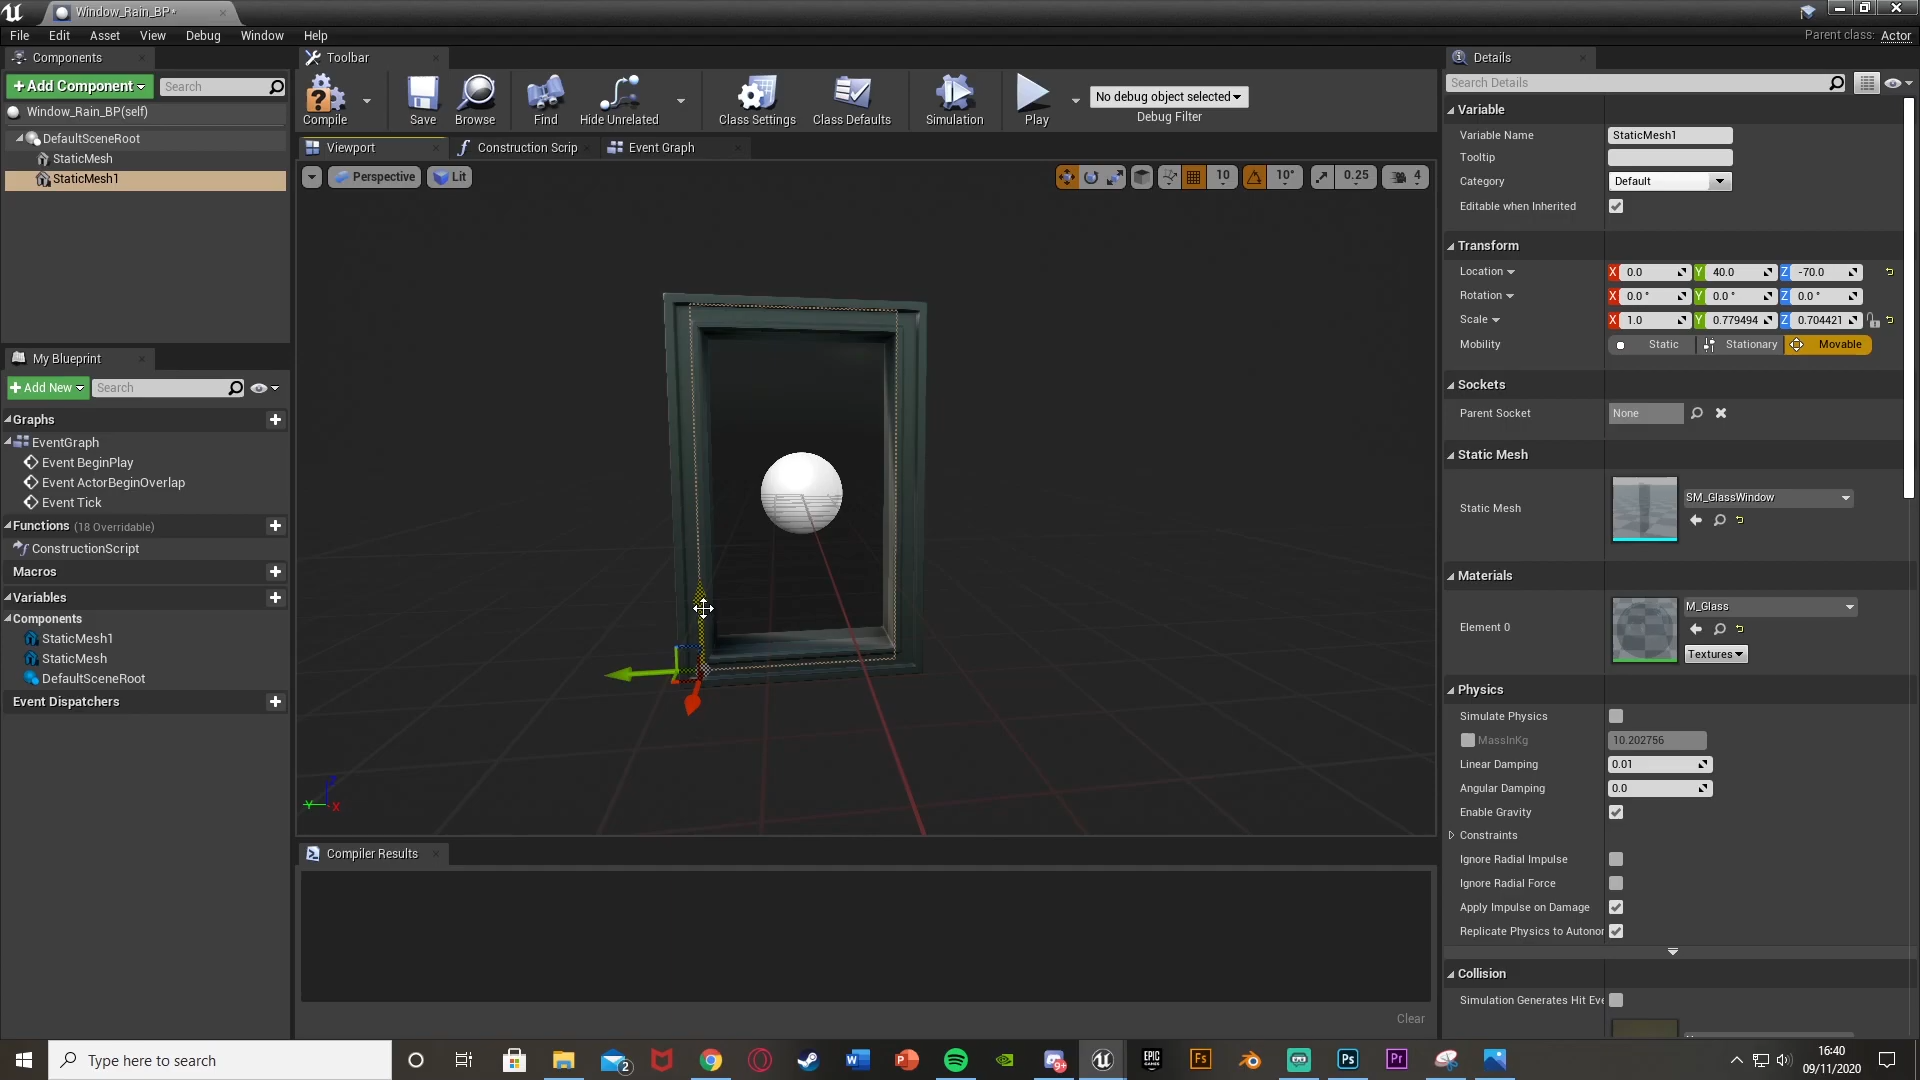 Window_Rain_BP*
File Edit Asset View Debug Window Help
Parent class: Actor
Components
+Add Component
Search
Window_Rain_BP(self)
DefaultSceneRoot
StaticMesh
StaticMesh1
My Blueprint
+Add New
Search
Graphs
EventGraph
Event BeginPlay
Event ActorBeginOverlap
Event Tick
Functions (18 Overridable)
ConstructionScript
Macros
Variables
Components
StaticMesh1
StaticMesh
DefaultSceneRoot
Event Dispatchers
Toolbar
Compile
Save
Browse
Find
Hide Unrelated
Class Settings
Class Defaults
Simulation
Play
No debug object selected
Debug Filter
Viewport
Construction Scrip
Event Graph
Perspective
Lit
10
10°
0.25
4
Y
X
Compiler Results
Clear
Details
Search Details
Variable
Variable Name StaticMesh1
Tooltip
Category Default
Editable when Inherited
Transform
Location X 0.0 Y 40.0 Z -70.0
Rotation X 0.0 ° Y 0.0 ° Z 0.0 °
Scale X 1.0 Y 0.779494 Z 0.704421
Mobility Static Stationary Movable
Sockets
Parent Socket None
Static Mesh
Static Mesh SM_GlassWindow
Materials
Element 0 M_Glass
Textures
Physics
Simulate Physics
MassInKg 10.202756
Linear Damping 0.01
Angular Damping 0.0
Enable Gravity
Constraints
Ignore Radial Impulse
Ignore Radial Force
Apply Impulse on Damage
Replicate Physics to Autonor
Collision
Simulation Generates Hit Eve
Type here to search
2
9+
EPIC GAMES
Fs
Ps
Pr
16:40
09/11/2020